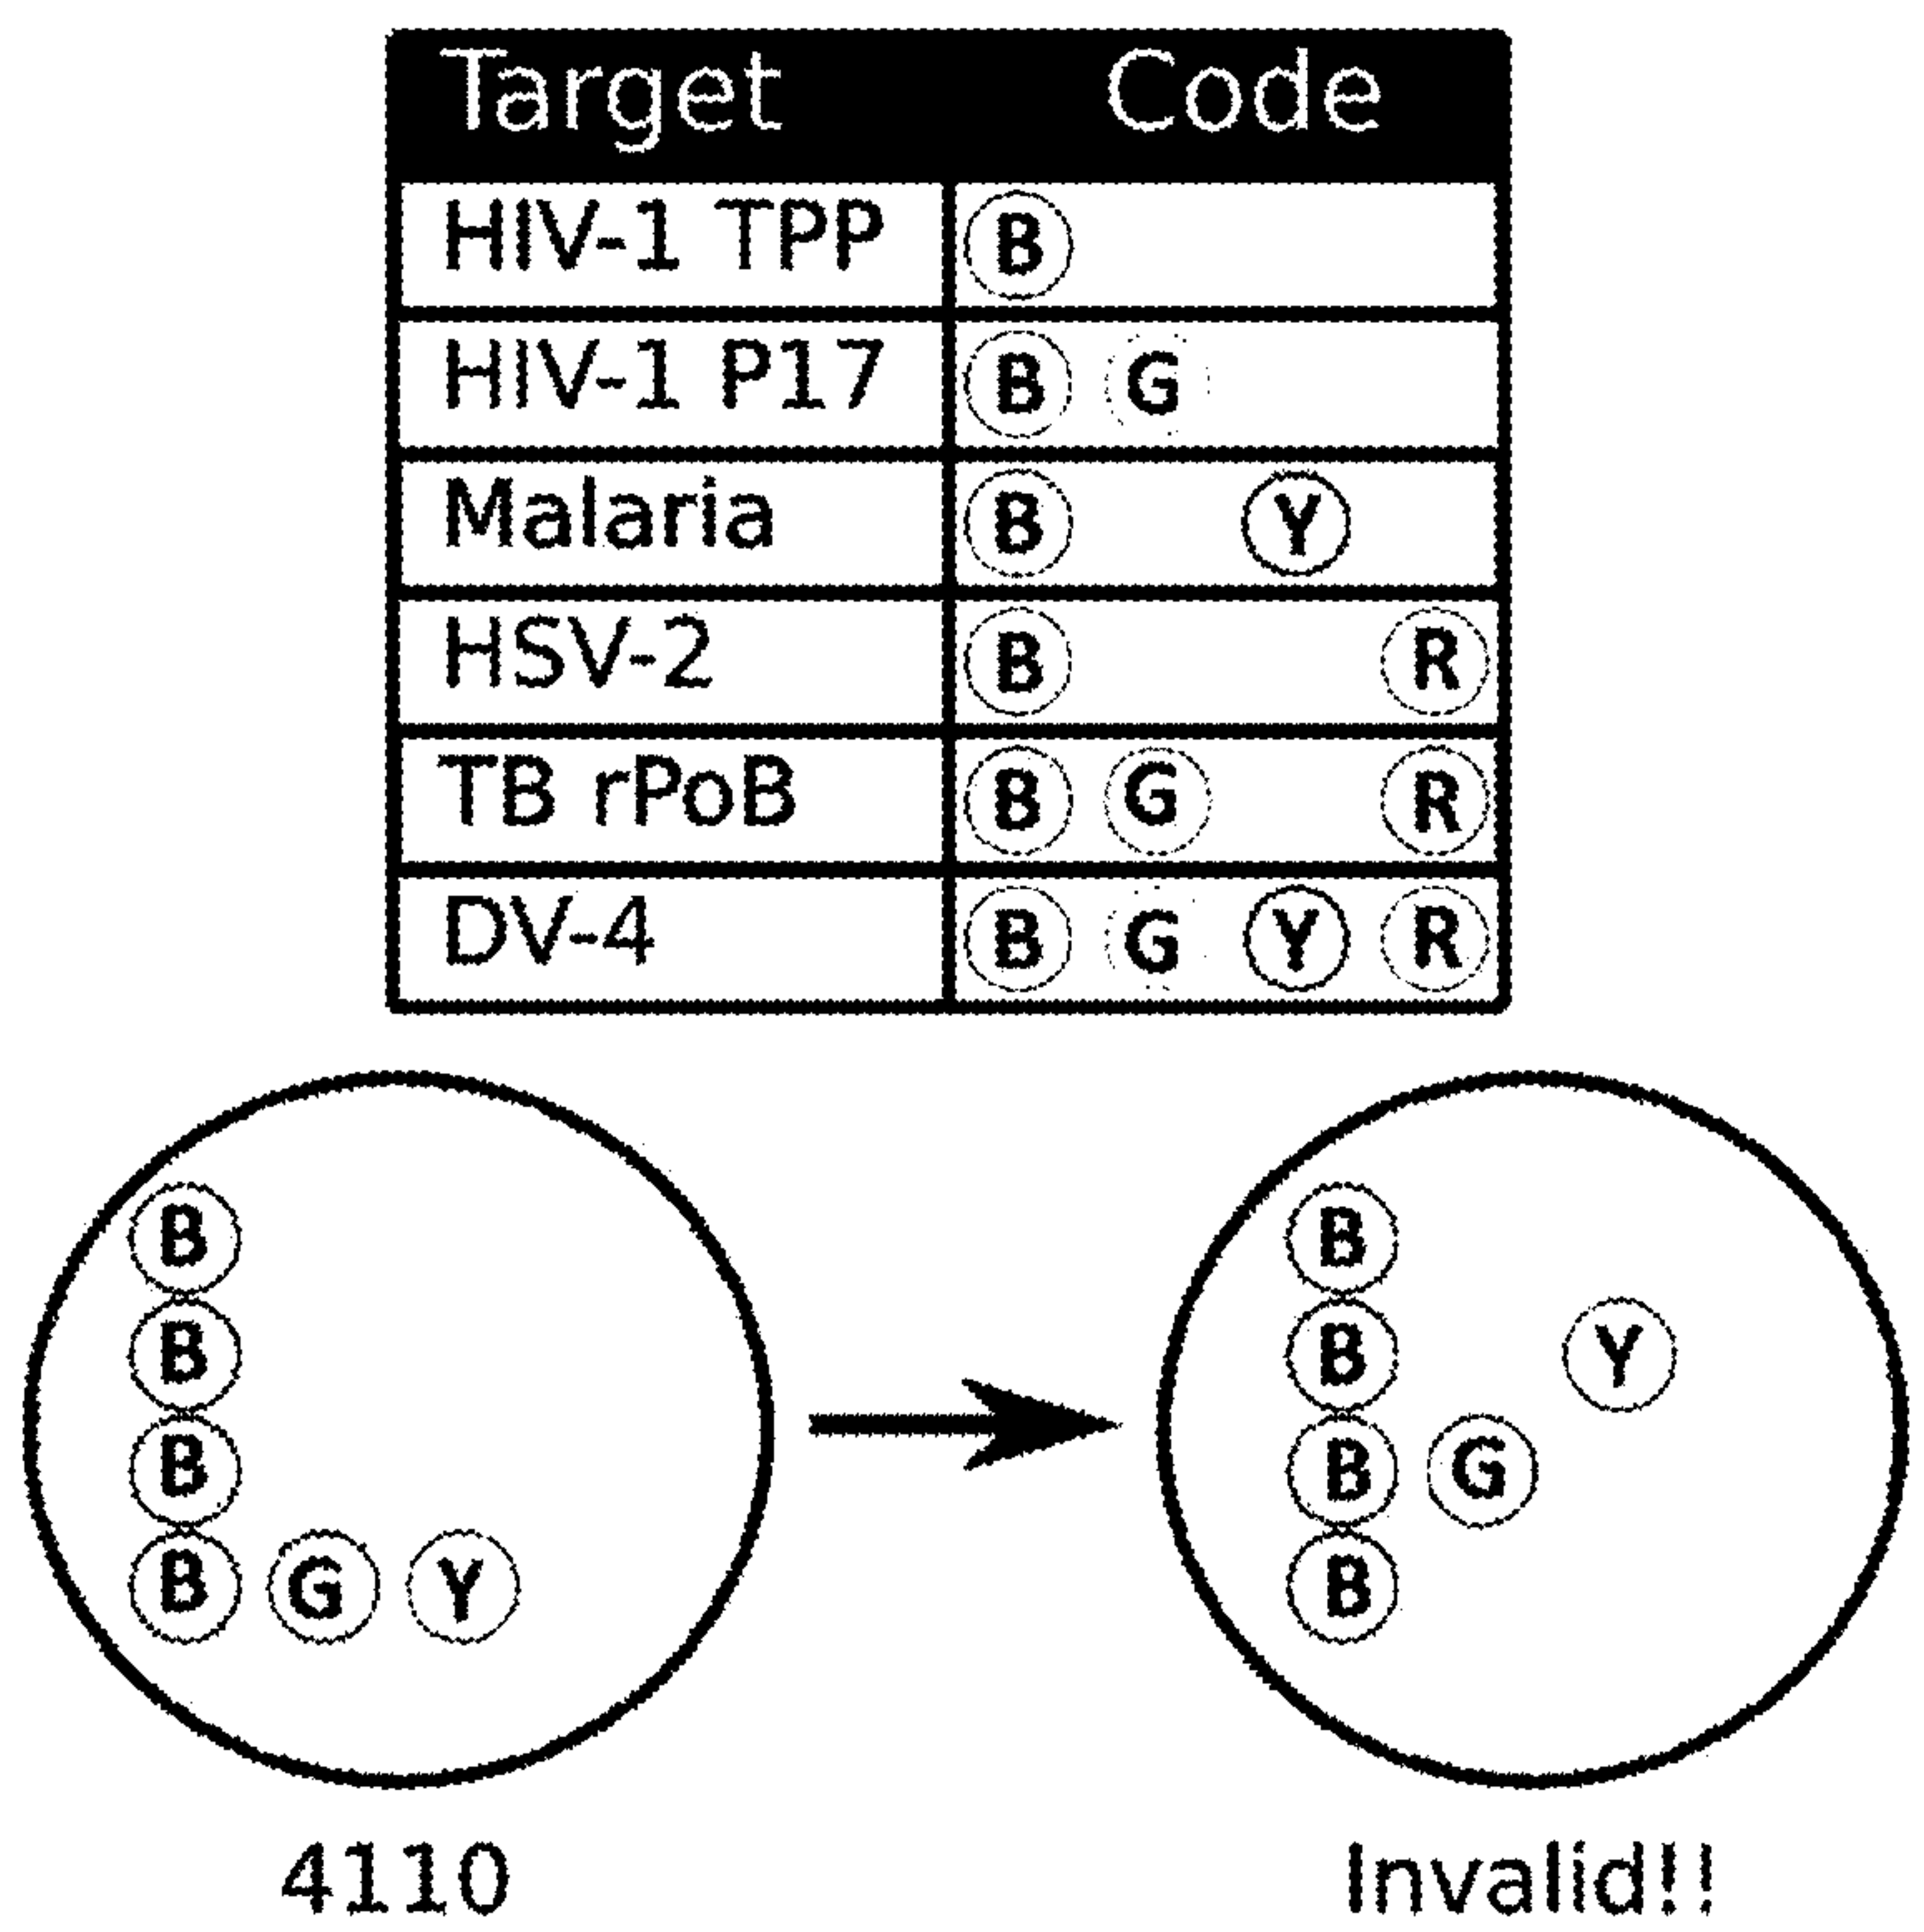 Target Code
HIV-1 TPP B
HIV-1 P17 B G
Malaria B Y
HSV-2 B R
TB rPoB B G R
DV-4 B G Y R
B
B
B
B G Y
B
B Y
B G
B
4110
Invalid!!